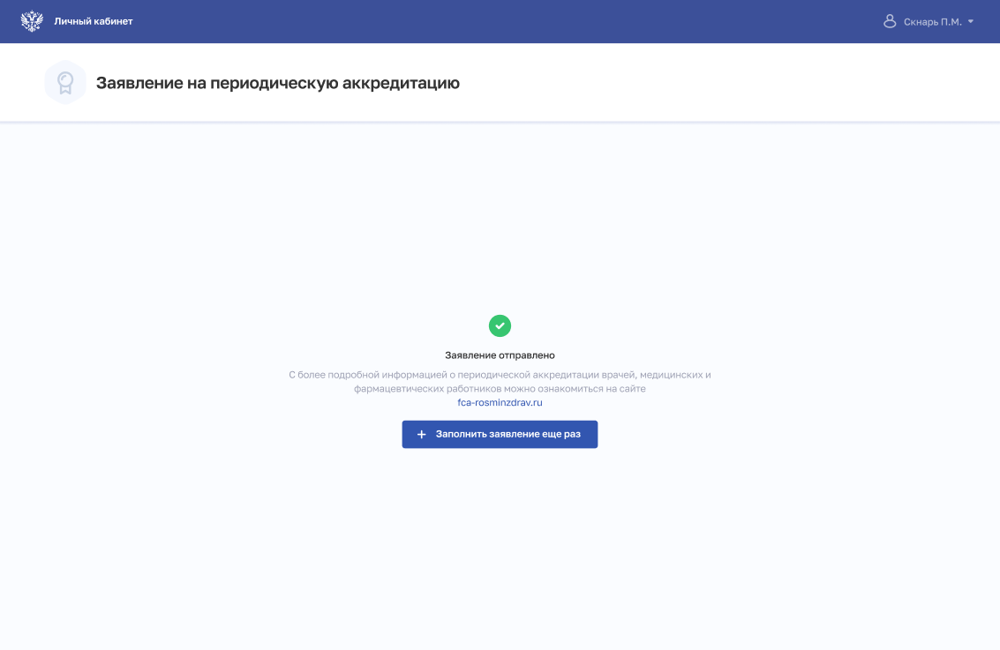 Личный кабинет
Скнарь П.М.
Заявление на периодическую аккредитацию
Заявление отправлено
С более подробной информацией о периодической аккредитации врачей, медицинских и
фармацевтических работников можно ознакомиться на сайте
fca-rosminzdrav.ru
Заполнить заявление еще раз